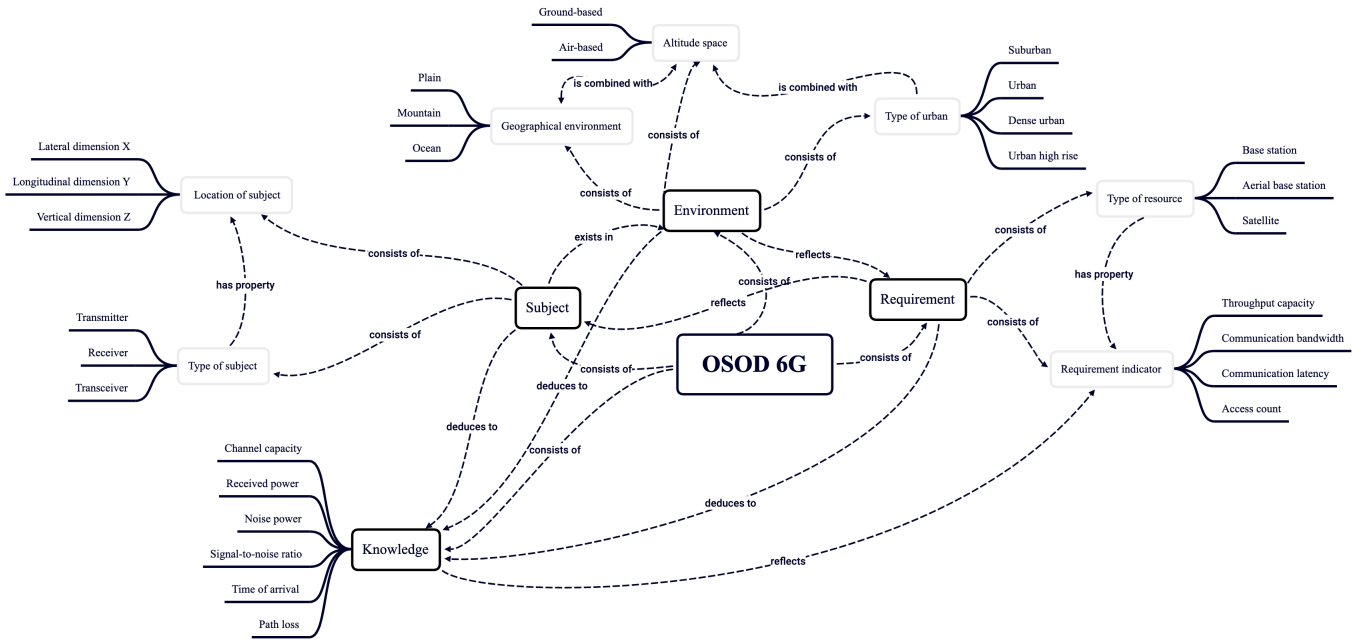 Ground-based
Altitude space
Air-based
is combined with
is combined with
Plain
Mountain
Ocean
Geographical environment
consists of
Type of urban
Suburban
Urban
Dense urban
Urban high rise
consists of
consists of
Lateral dimension X
Longitudinal dimension Y
Vertical dimension Z
Location of subject
Environment
Type of resource
Base station
Aerial base station
Satellite
exists in
consists of
reflects
consists of
has property
has property
consists of
reflects
Subject
Requirement
Transmitter
Receiver
Transceiver
Type of subject
consists of
consists of
OSOD 6G
consists of
consists of
Requirement indicator
Throughput capacity
Communication bandwidth
Communication latency
Access count
deduces to
deduces to
consists of
deduces to
Channel capacity
Received power
Noise power
Signal-to-noise ratio
Time of arrival
Path loss
Knowledge
reflects